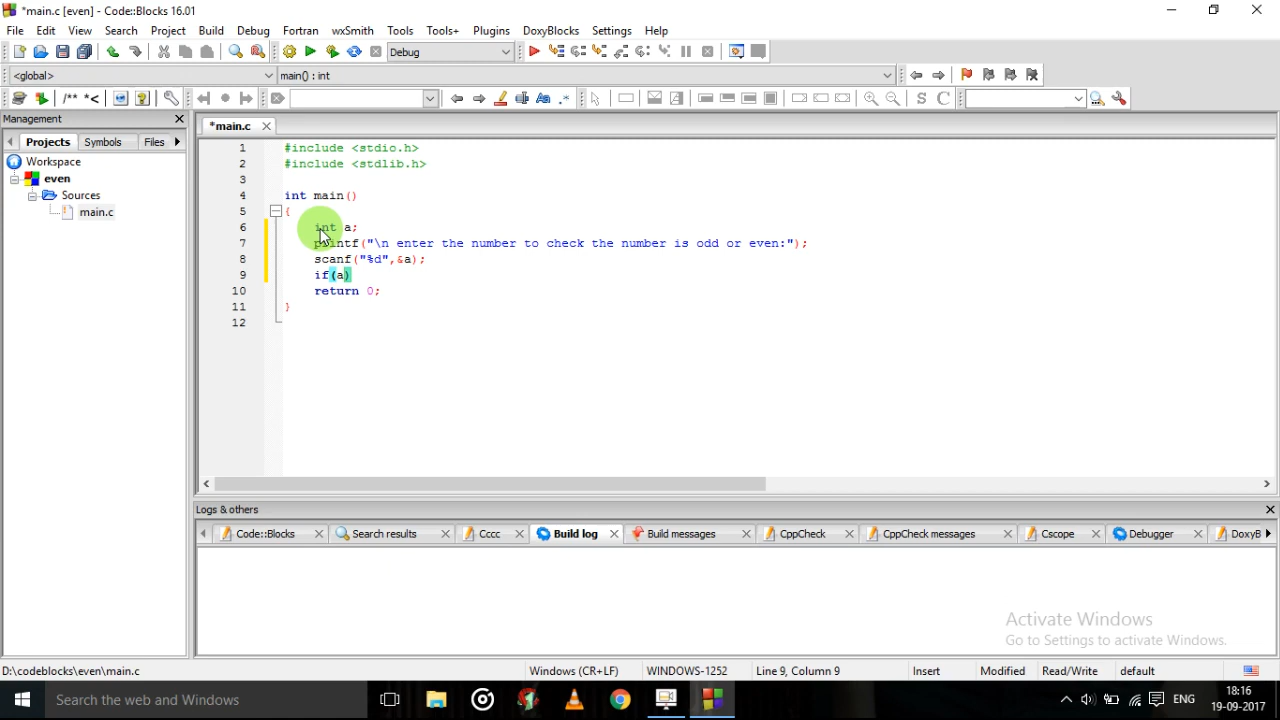 *main.c [even] - Code::Blocks 16.01
File Edit View Search Project Build Debug Fortran wxSmith Tools Tools+ Plugins DoxyBlocks Settings Help
Debug
<global> main() : int
/** *<
S C
Management
Projects Symbols Files
*main.c
Workspace
even
Sources
main.c
1 #include <stdio.h>
2 #include <stdlib.h>
3
4 int main()
5 {
6 int a;
7 printf("\n enter the number to check the number is odd or even:");
8 scanf("%d",&a);
9 if(a)
10 return 0;
11 }
12
Logs & others
Code::Blocks Search results Cccc Build log Build messages CppCheck CppCheck messages Cscope Debugger DoxyB
Activate Windows
Go to Settings to activate Windows.
D:\codeblocks\even\main.c Windows (CR+LF) WINDOWS-1252 Line 9, Column 9 Insert Modified Read/Write default
Search the web and Windows
ENG
18:16
19-09-2017